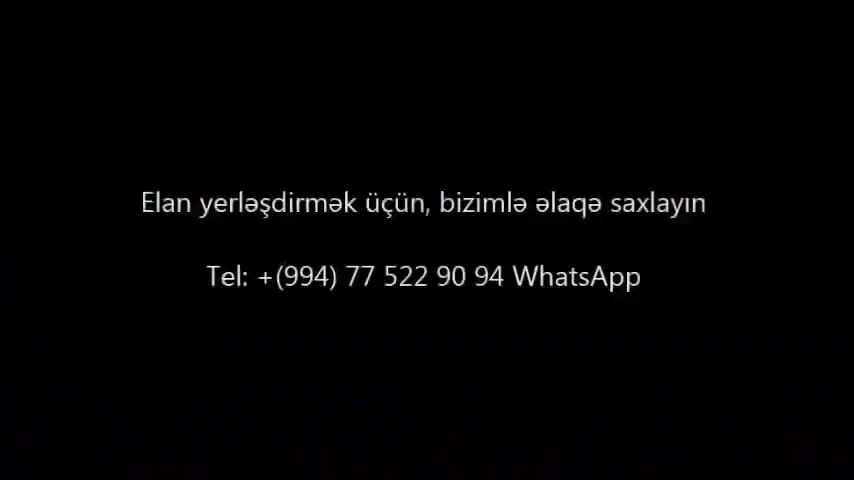 Elan yerləşdirmək üçün, bizimlə əlaqə saxlayın
Tel: +(994) 77 522 90 94 WhatsApp